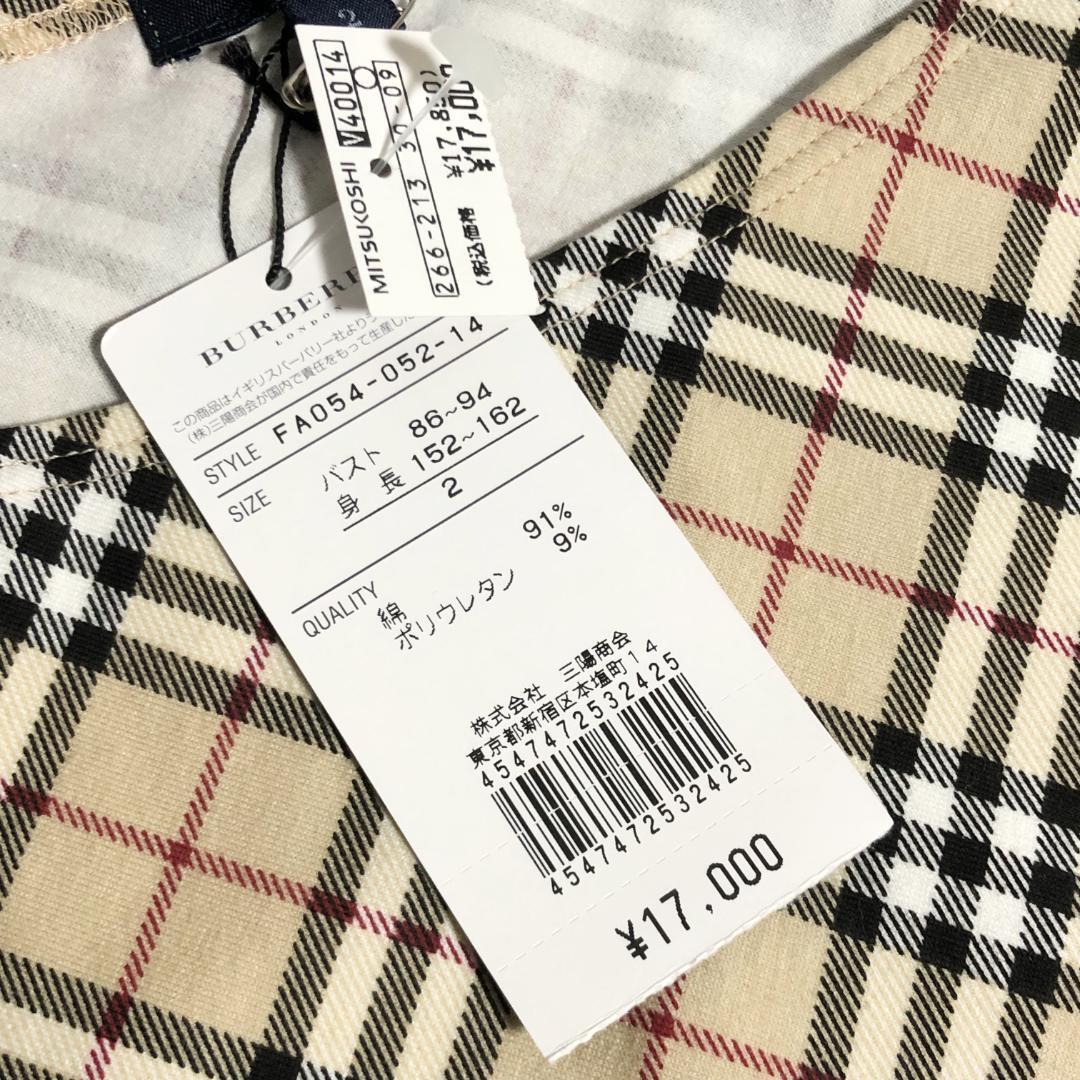 V40014
MITSUKOSHI
266-213 30-09
¥17,00
¥17,850)
(税込価格
BURBERR
LONDON
この商品はイギリスバーバリー社より
(株)三陽商会が国内で責任をもって生産した
STYLE FA054-052-14
SIZE バスト 86~94
身長 152~162
2
QUALITY
綿 91%
ポリウレタン 9%
株式会社 三陽商会
東京都新宿区本塩町14
4547472532425
4547472532425
¥17,000